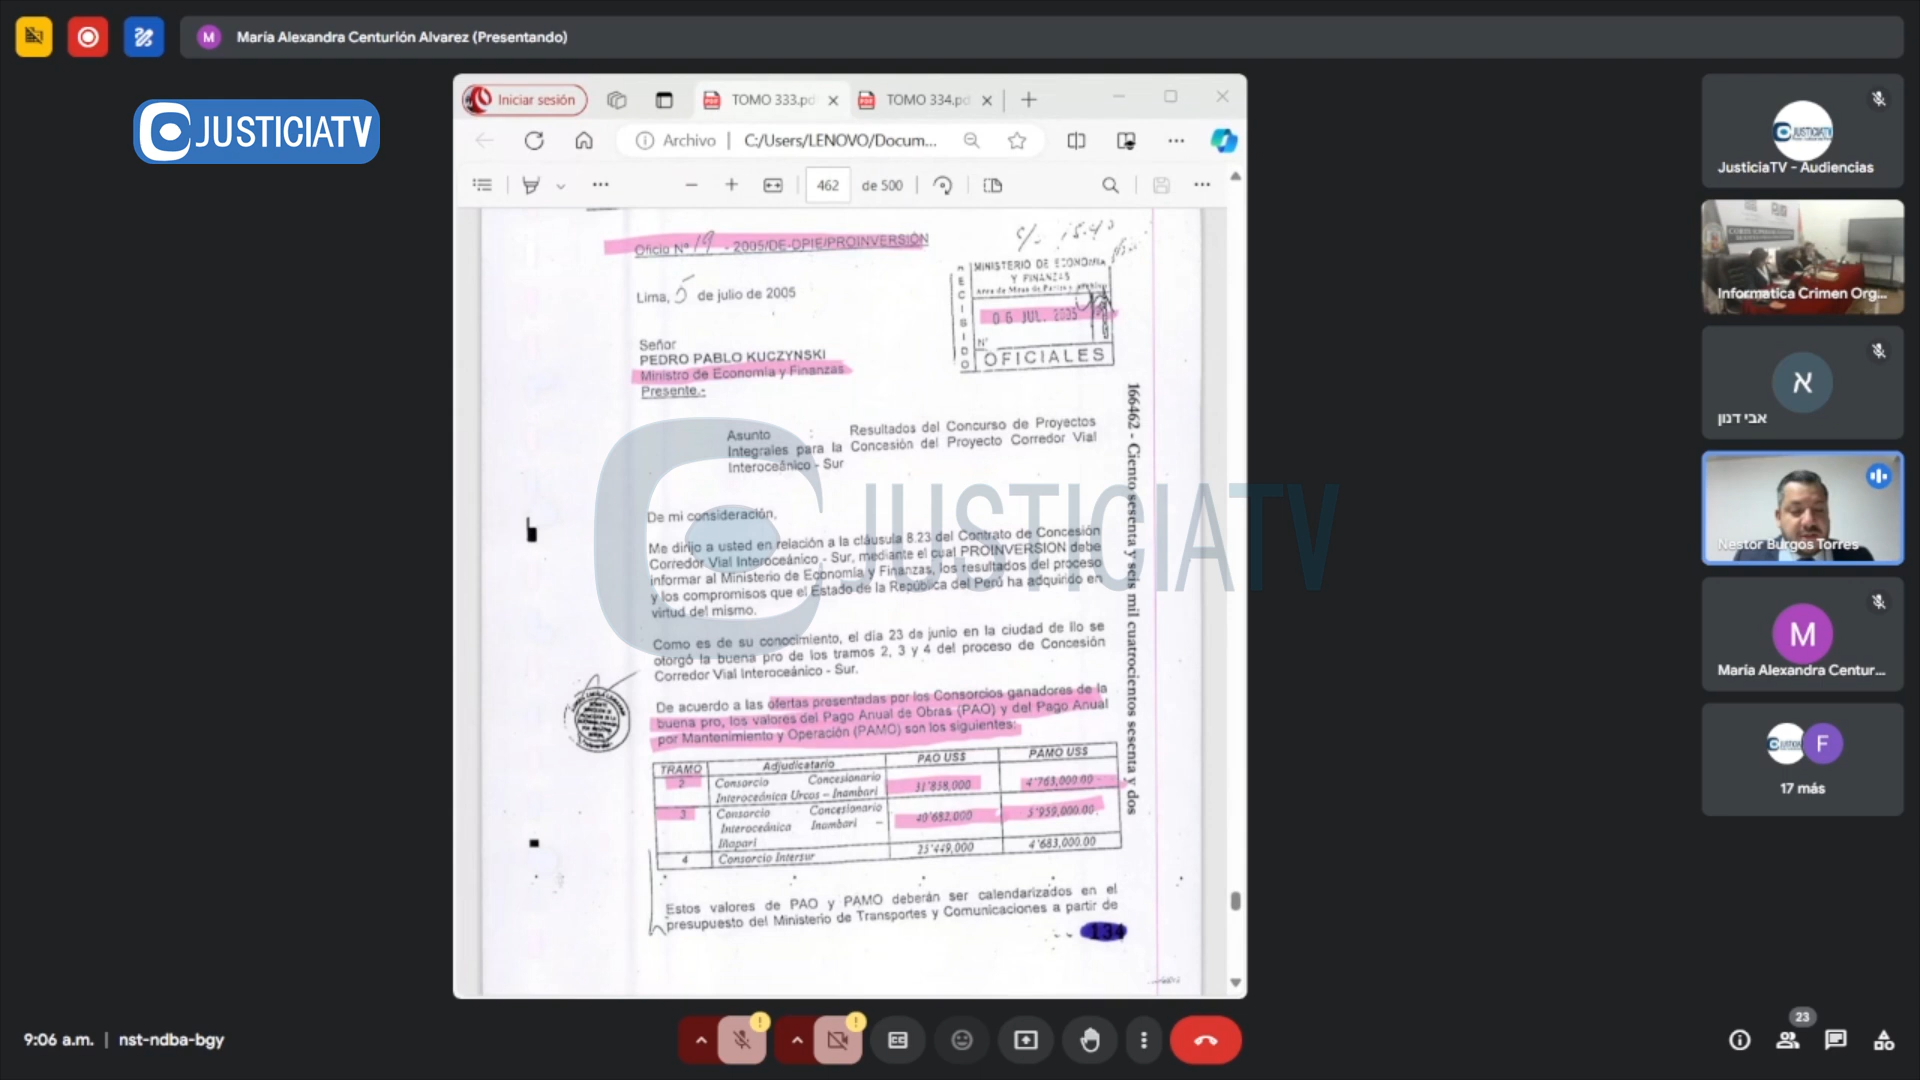 María Alexandra Centurión Alvarez (Presentando)
JUSTICIATV
Iniciar sesión
TOMO 333.pd
TOMO 334.pd
Archivo
C:/Users/LENOVO/Docum...
462
de 500
Oficio Nº 19 - 2005/DE-DPIE/PROINVERSIÓN
Lima, 5 de julio de 2005
MINISTERIO DE ECONOMIA
Y FINANZAS
RECIBIDO
06 JUL. 2005
Nº
OFICIALES
Señor
PEDRO PABLO KUCZYNSKI
Ministro de Economía y Finanzas
Presente.-
Asunto : Resultados del Concurso de Proyectos
Integrales para la Concesión del Proyecto Corredor Vial
Interoceánico - Sur
De mi consideración,
Me dirijo a usted en relación a la cláusula 8.23 del Contrato de Concesión
Corredor Vial Interoceánico - Sur, mediante el cual PROINVERSION debe
informar al Ministerio de Economía y Finanzas, los resultados del proceso
y los compromisos que el Estado de la República del Perú ha adquirido en
virtud del mismo.
Como es de su conocimiento, el día 23 de junio en la ciudad de Ilo se
otorgó la buena pro de los tramos 2, 3 y 4 del proceso de Concesión
Corredor Vial Interoceánico - Sur.
De acuerdo a las ofertas presentadas por los Consorcios ganadores de la
buena pro, los valores del Pago Anual de Obras (PAO) y del Pago Anual
por Mantenimiento y Operación (PAMO) son los siguientes:
TRAMO Adjudicatario PAO US$ PAMO US$
2 Consorcio Concesionario 31'858,000 4'763,000.00
Interoceánica Urcos – Inambari
3 Consorcio Concesionario 40'682,000 5'959,000.00
Interoceánica Inambari –
Iñapari
4 Consorcio Intersur 23'449,000 4'683,000.00
Estos valores de PAO y PAMO deberán ser calendarizados en el
presupuesto del Ministerio de Transportes y Comunicaciones a partir de
134
166462 - Ciento sesenta y seis mil cuatrocientos sesenta y dos
JUSTICIATV
JUSTICIATV
JusticiaTV - Audiencias
Informatica Crimen Org...
א
אבי דנון
Nestor Burgos Torres
M
María Alexandra Centur...
F
17 más
9:06 a.m. | nst-ndba-bgy
23